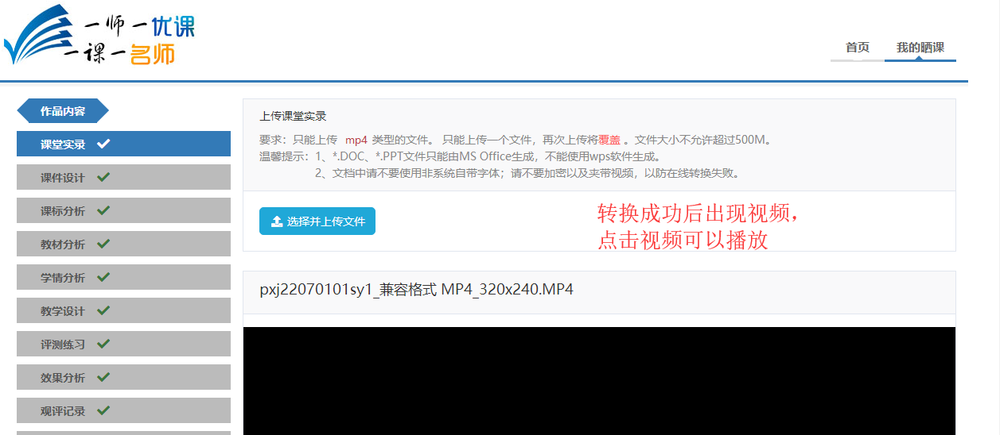 一师一优课
一课一名师
首页
我的晒课
作品内容
课堂实录
课件设计
课标分析
教材分析
学情分析
教学设计
评测练习
效果分析
观评记录
上传课堂实录
要求：只能上传 mp4 类型的文件。 只能上传一个文件，再次上传将覆盖 。文件大小不允许超过500M。
温馨提示：1、*.DOC、*.PPT文件只能由MS Office生成，不能使用wps软件生成。
2、文档中请不要使用非系统自带字体；请不要加密以及夹带视频，以防在线转换失败。
选择并上传文件
转换成功后出现视频，
点击视频可以播放
pxj22070101sy1_兼容格式 MP4_320x240.MP4